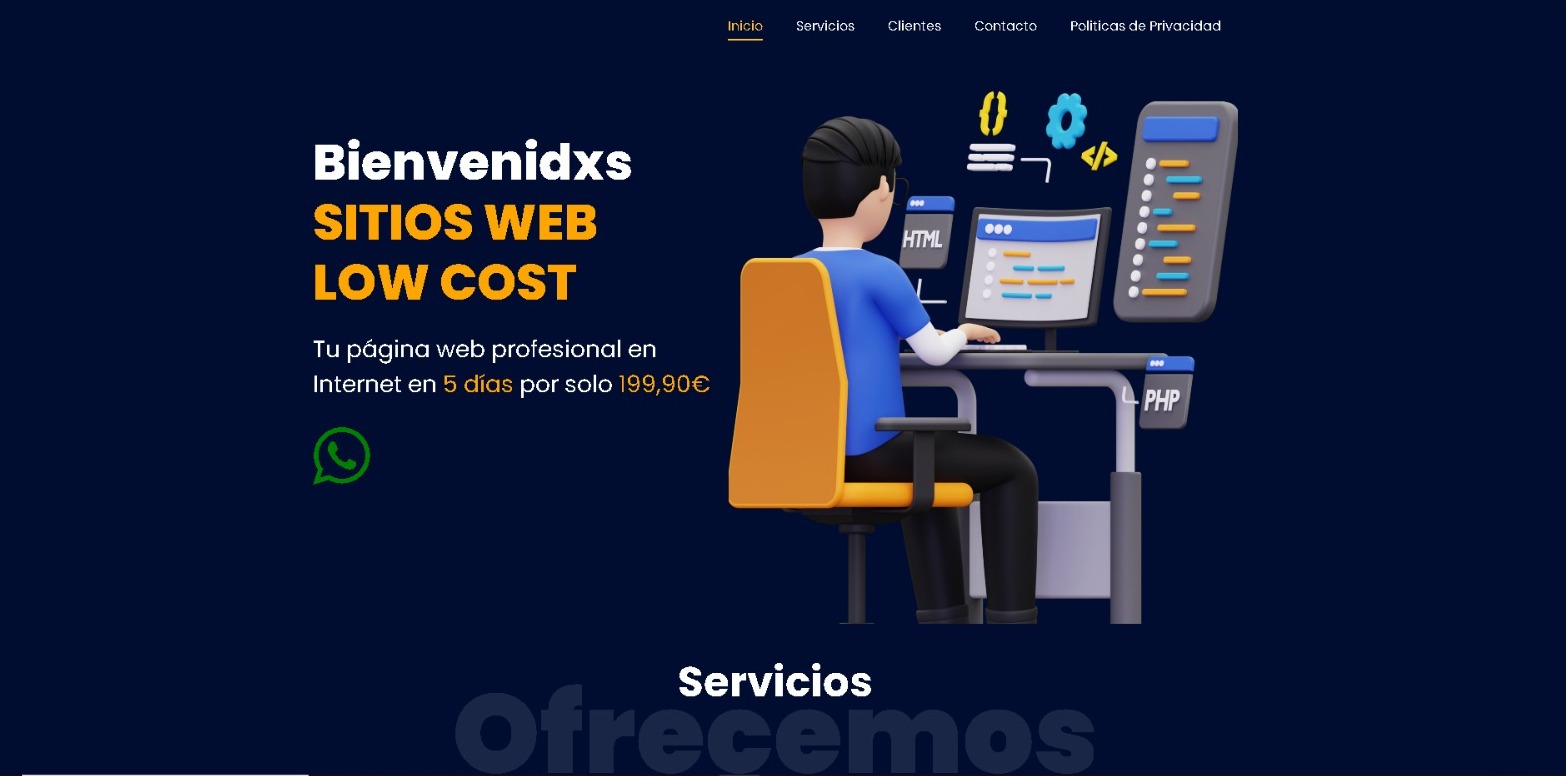 Inicio Servicios Clientes Contacto Politicas de Privacidad
Bienvenidxs
SITIOS WEB
LOW COST
Tu página web profesional en
Internet en 5 días por solo 199,90€
{}
</>
HTML
PHP
Servicios
Ofrecemos